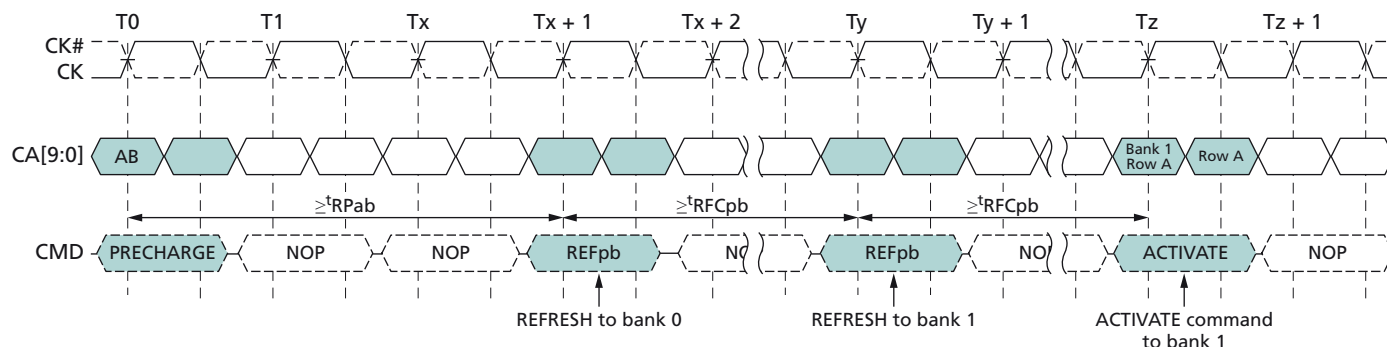 T0 T1 Tx Tx + 1 Tx + 2 Ty Ty + 1 Tz Tz + 1
CK#
CK
CA[9:0] AB Bank 1 Row A Row A
≥tRPab ≥tRFCpb ≥tRFCpb
CMD PRECHARGE NOP NOP REFpb NO REFpb NO ACTIVATE NOP
REFRESH to bank 0 REFRESH to bank 1 ACTIVATE command
to bank 1